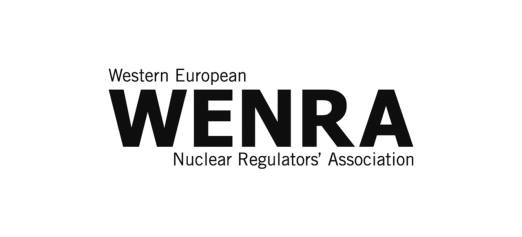 Western European
WENRA
Nuclear Regulators’ Association